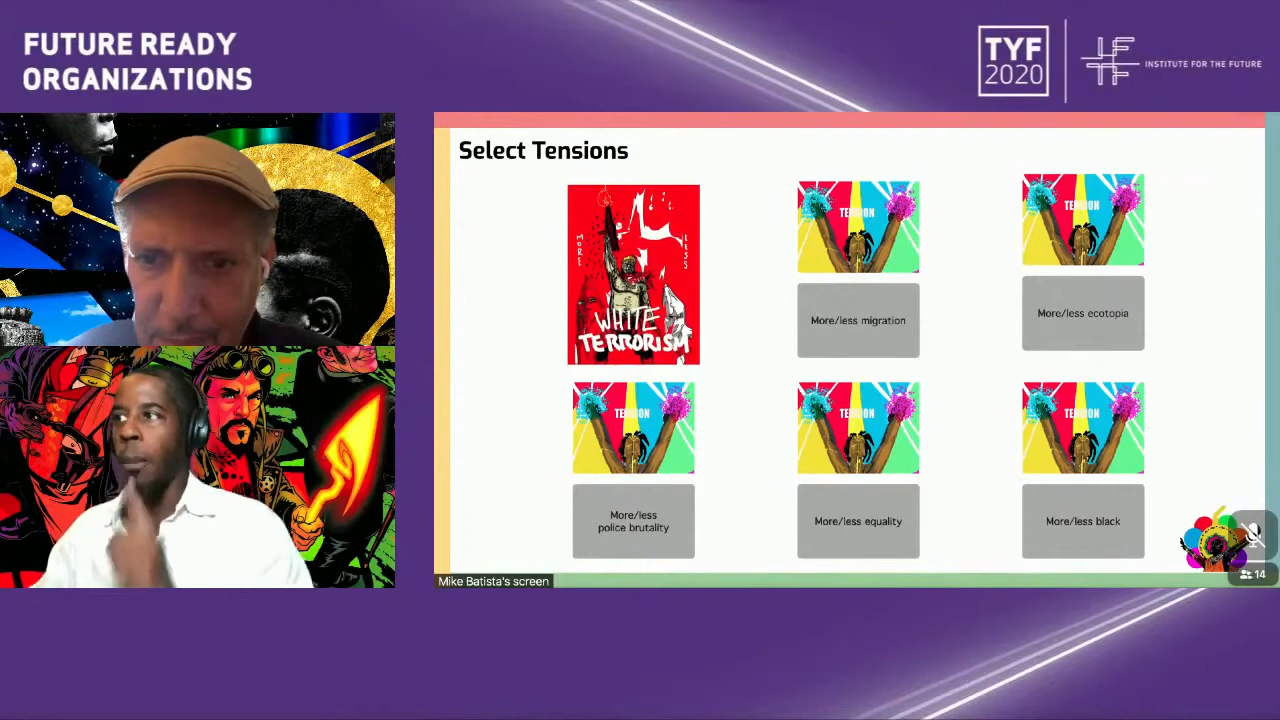 FUTURE READY
ORGANIZATIONS
TYF
2020
INSTITUTE FOR THE FUTURE
Select Tensions
MORE
LESS
WHITE
TERRORISM
TENSION
More/less migration
TENSION
More/less ecotopia
TENSION
More/less
police brutality
TENSION
More/less equality
TENSION
More/less black
Mike Batista's screen
14